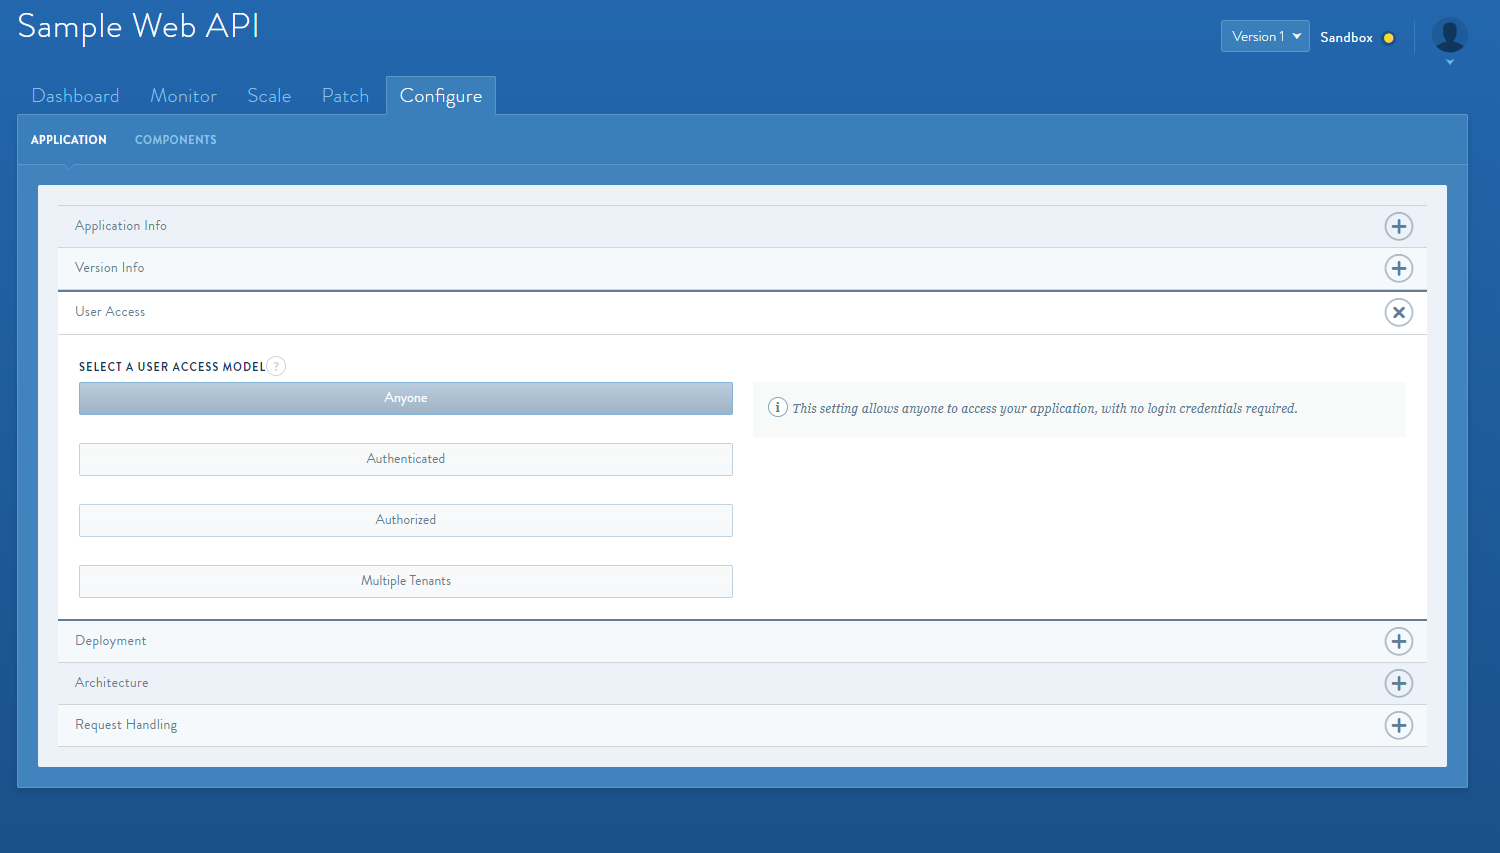 Sample Web API
Version 1
Sandbox
Dashboard Monitor Scale Patch Configure
APPLICATION COMPONENTS
Application Info
Version Info
User Access
SELECT A USER ACCESS MODEL ?
Anyone
i This setting allows anyone to access your application, with no login credentials required.
Authenticated
Authorized
Multiple Tenants
Deployment
Architecture
Request Handling